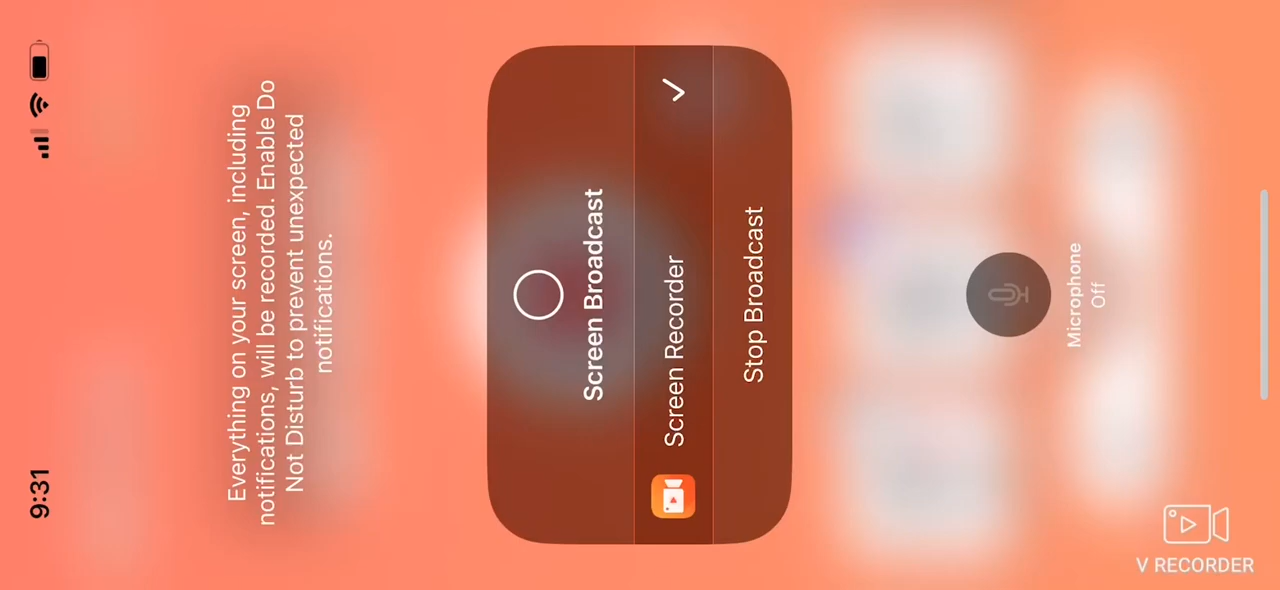 9:31
Everything on your screen, including
notifications, will be recorded. Enable Do
Not Disturb to prevent unexpected
notifications.
Screen Broadcast
Screen Recorder
Stop Broadcast
Microphone
Off
V RECORDER